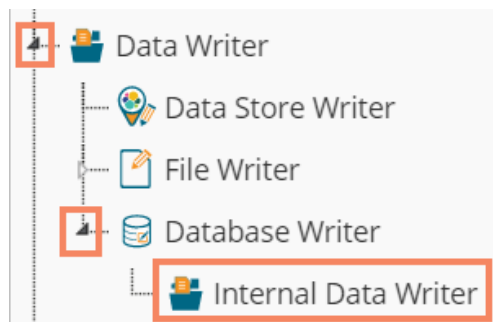 Data Writer
Data Store Writer
File Writer
Database Writer
Internal Data Writer